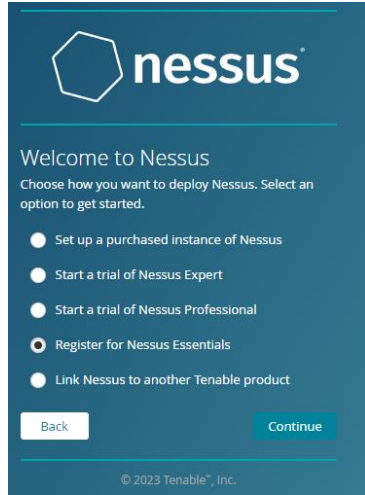 nessus
Welcome to Nessus
Choose how you want to deploy Nessus. Select an
option to get started.
Set up a purchased instance of Nessus
Start a trial of Nessus Expert
Start a trial of Nessus Professional
Register for Nessus Essentials
Link Nessus to another Tenable product
Back
Continue
© 2023 Tenable™, Inc.